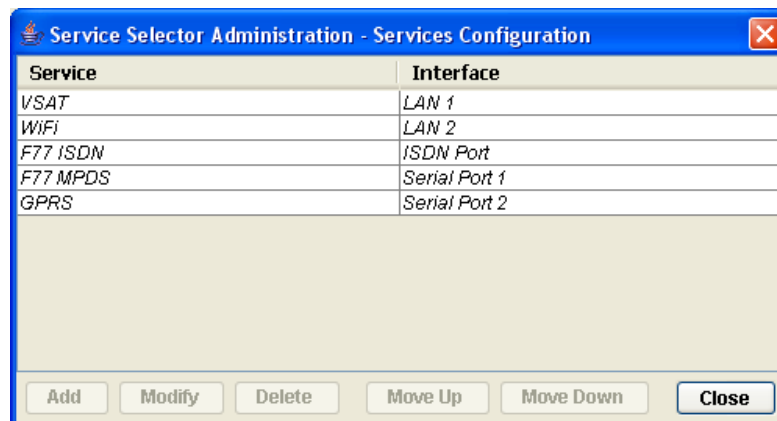 Service Selector Administration - Services Configuration
Service Interface
VSAT LAN 1
WiFi LAN 2
F77 ISDN ISDN Port
F77 MPDS Serial Port 1
GPRS Serial Port 2
Add Modify Delete Move Up Move Down Close